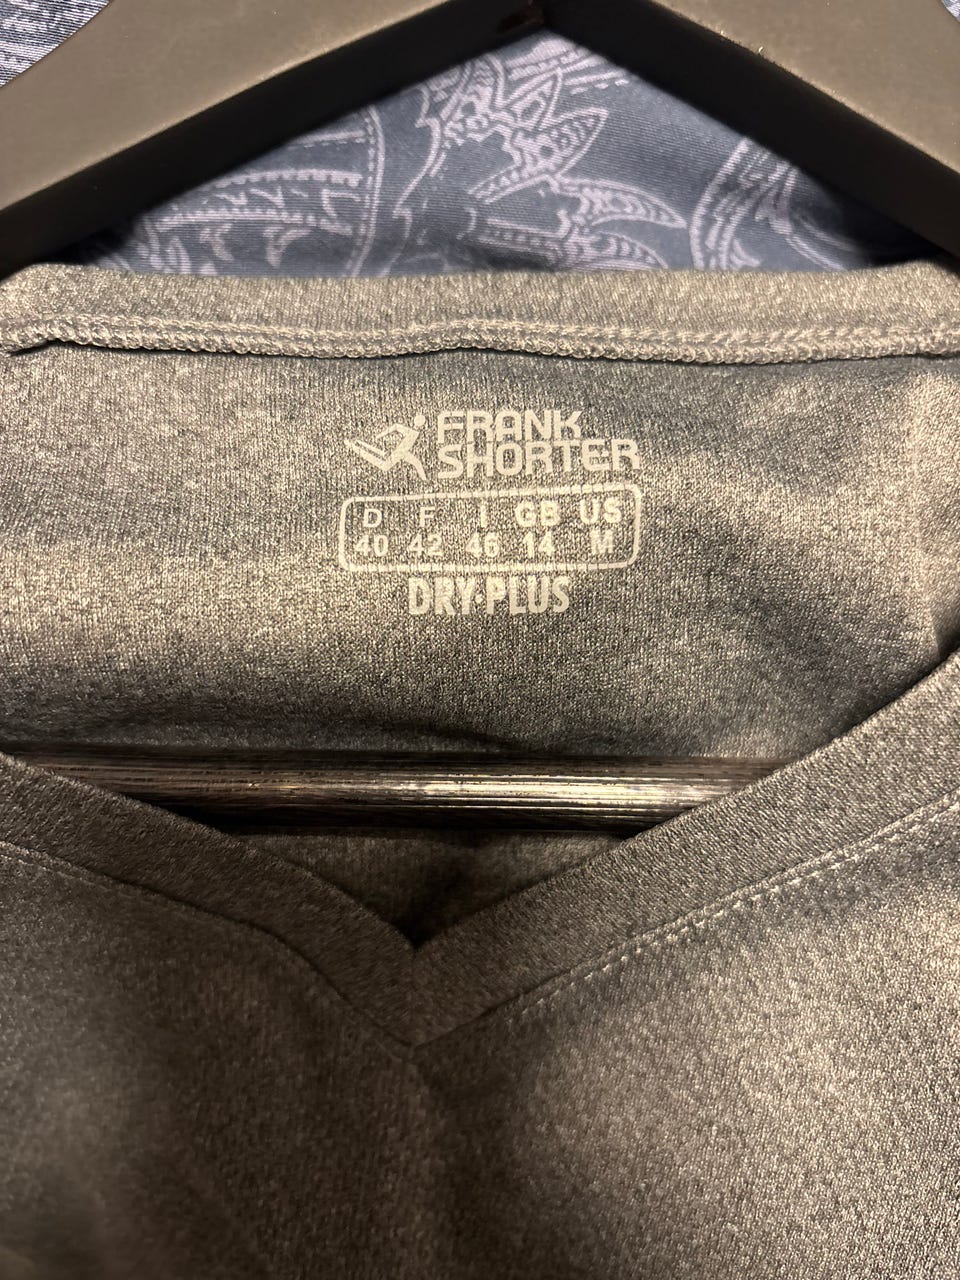 FRANK
SHORTER
D F I GB US
40 42 46 14 M
DRY·PLUS